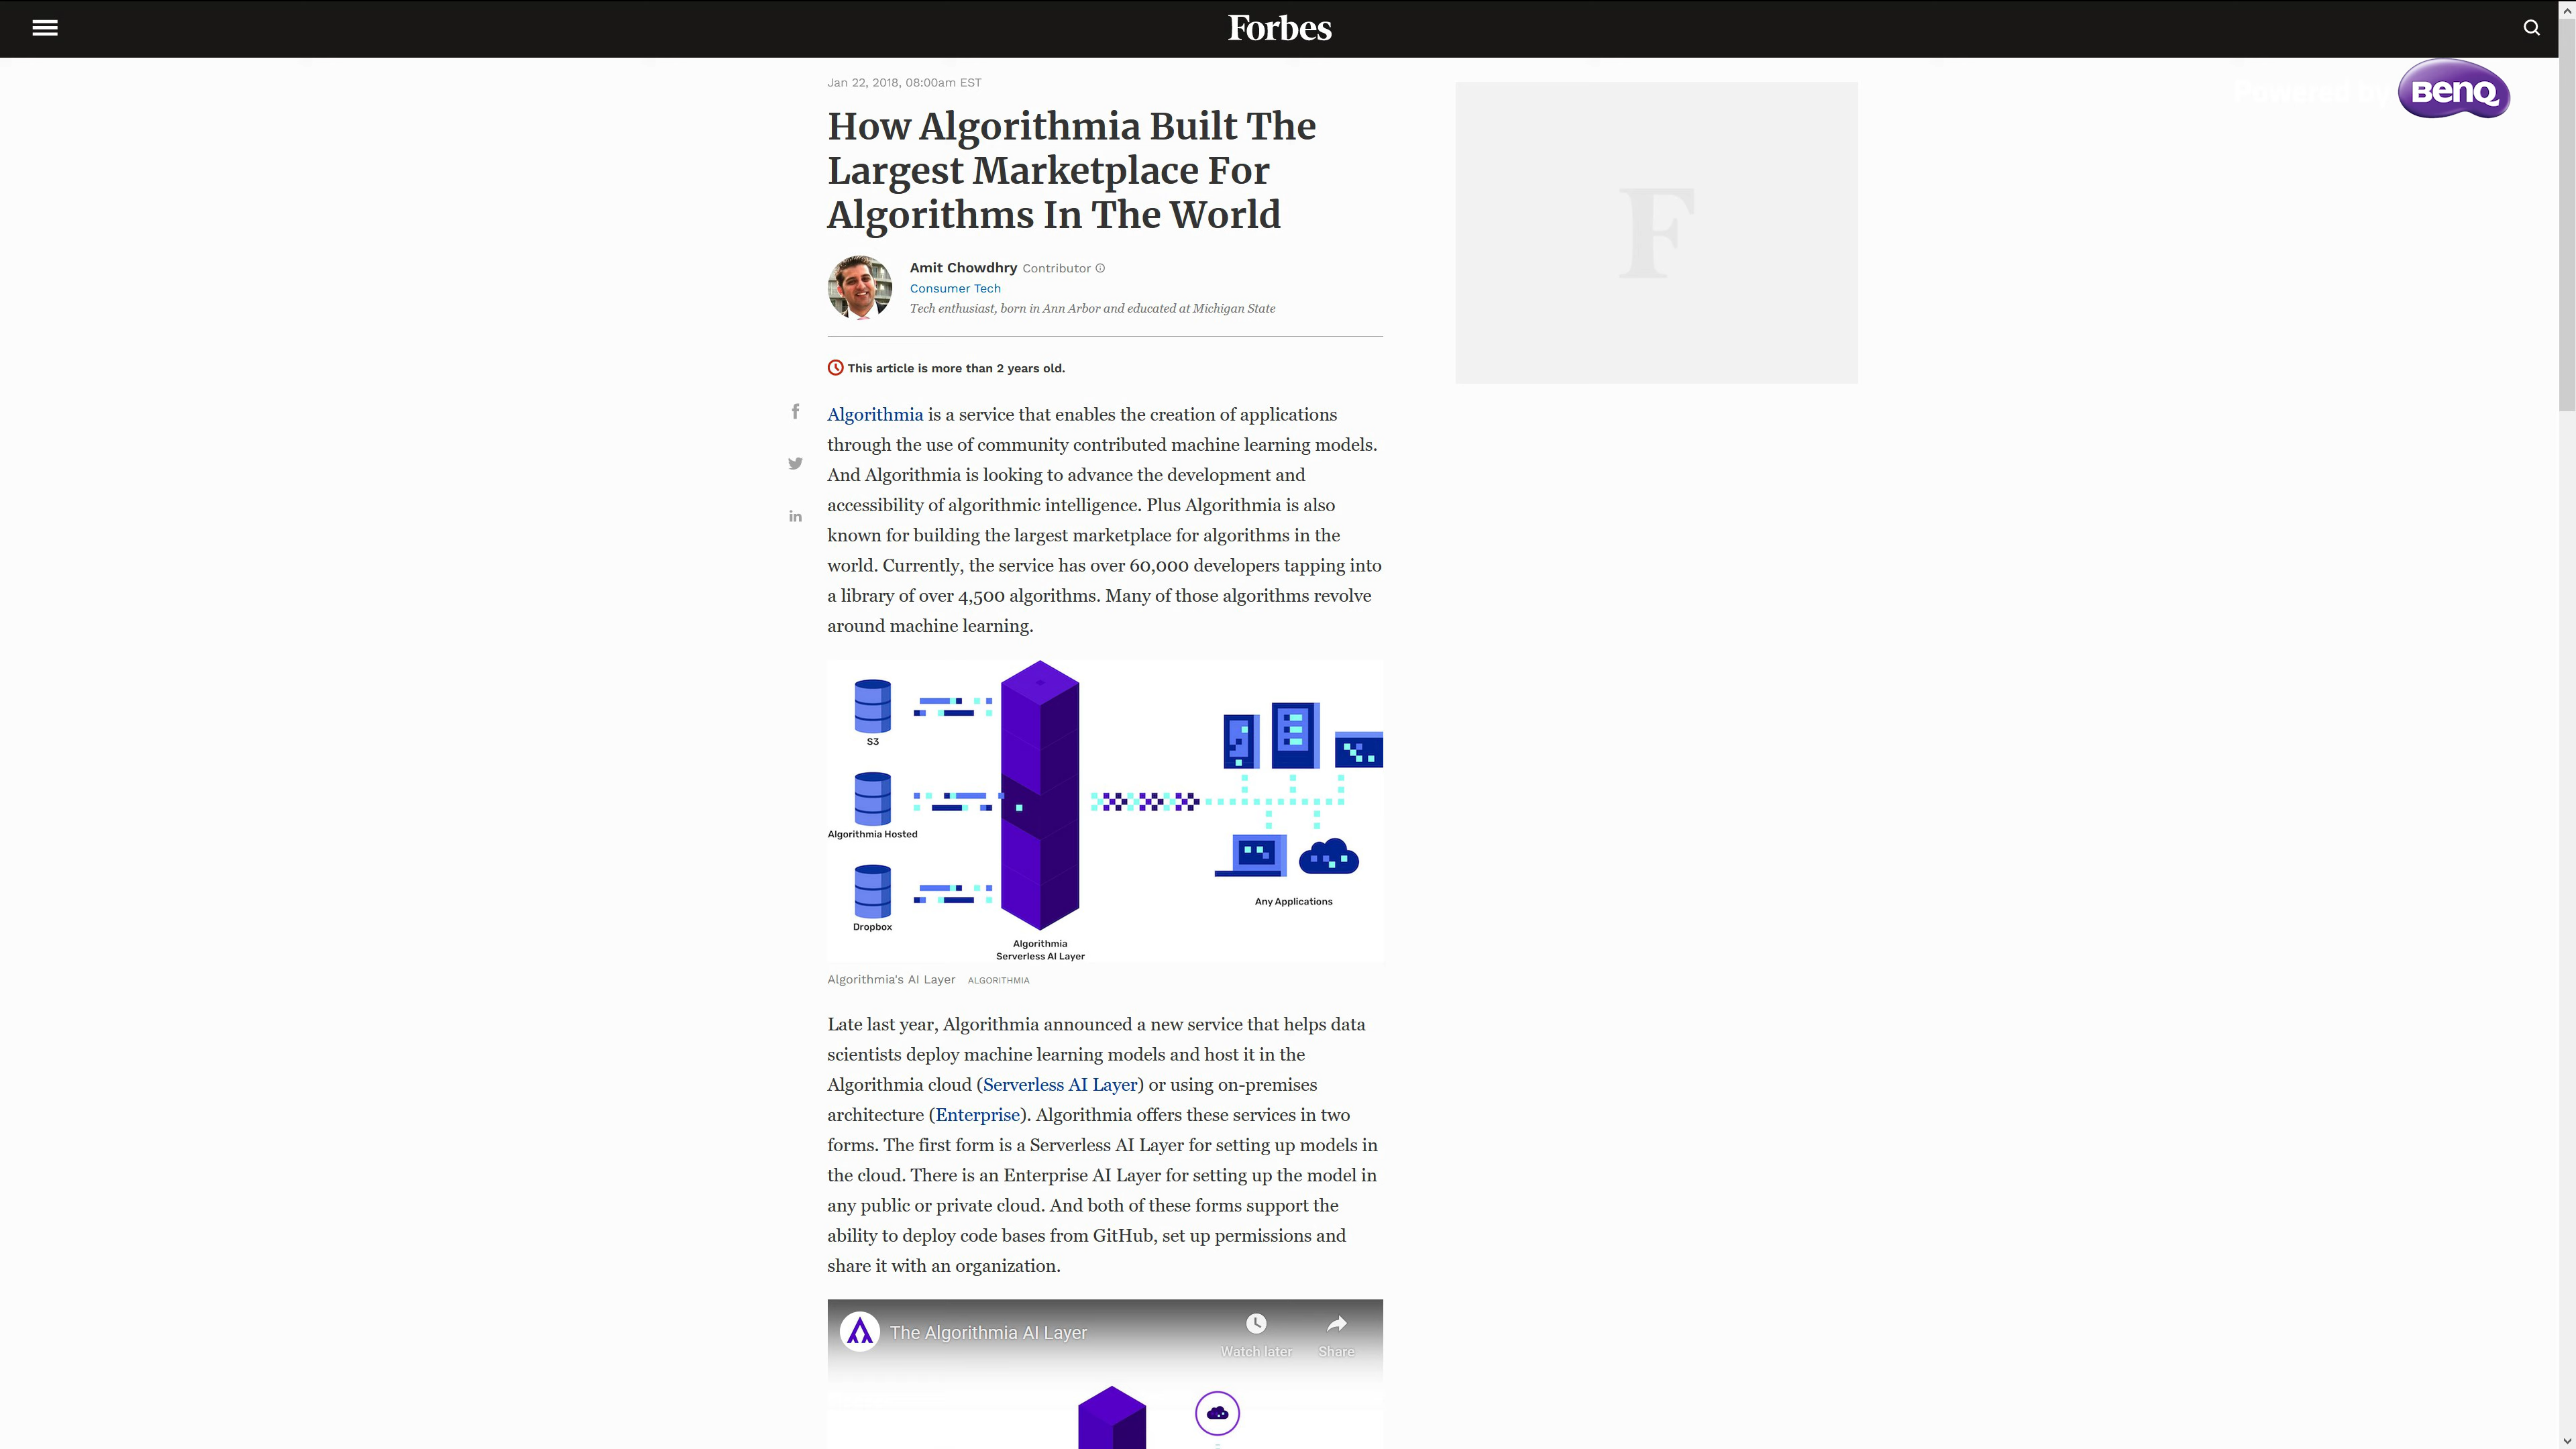 Forbes
Powered by BenQ
Jan 22, 2018, 08:00am EST
How Algorithmia Built The
Largest Marketplace For
Algorithms In The World
Amit Chowdhry Contributor
Consumer Tech
Tech enthusiast, born in Ann Arbor and educated at Michigan State
This article is more than 2 years old.
Algorithmia is a service that enables the creation of applications
through the use of community contributed machine learning models.
And Algorithmia is looking to advance the development and
accessibility of algorithmic intelligence. Plus Algorithmia is also
known for building the largest marketplace for algorithms in the
world. Currently, the service has over 60,000 developers tapping into
a library of over 4,500 algorithms. Many of those algorithms revolve
around machine learning.
S3
Algorithmia Hosted
Dropbox
Algorithmia
Serverless AI Layer
Any Applications
Algorithmia's AI Layer ALGORITHMIA
Late last year, Algorithmia announced a new service that helps data
scientists deploy machine learning models and host it in the
Algorithmia cloud (Serverless AI Layer) or using on-premises
architecture (Enterprise). Algorithmia offers these services in two
forms. The first form is a Serverless AI Layer for setting up models in
the cloud. There is an Enterprise AI Layer for setting up the model in
any public or private cloud. And both of these forms support the
ability to deploy code bases from GitHub, set up permissions and
share it with an organization.
The Algorithmia AI Layer
Watch later
Share